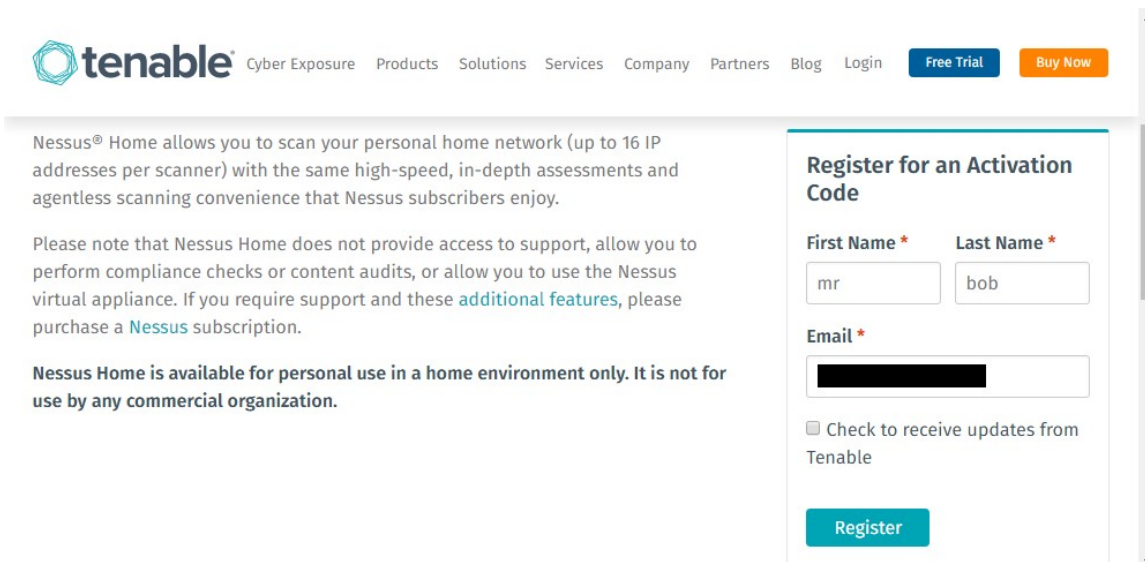 tenable®
Cyber Exposure Products Solutions Services Company Partners Blog Login Free Trial Buy Now
Nessus® Home allows you to scan your personal home network (up to 16 IP
addresses per scanner) with the same high-speed, in-depth assessments and
agentless scanning convenience that Nessus subscribers enjoy.
Please note that Nessus Home does not provide access to support, allow you to
perform compliance checks or content audits, or allow you to use the Nessus
virtual appliance. If you require support and these additional features, please
purchase a Nessus subscription.
Nessus Home is available for personal use in a home environment only. It is not for
use by any commercial organization.
Register for an Activation
Code
First Name * Last Name *
mr bob
Email *
Check to receive updates from
Tenable
Register